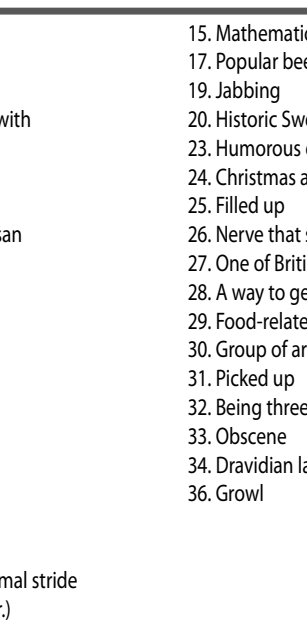 with
15. Mathematic
17. Popular bee
19. Jabbing
20. Historic Swe
23. Humorous
24. Christmas a
25. Filled up
26. Nerve that
27. One of Briti
28. A way to ge
29. Food-relate
30. Group of ar
31. Picked up
32. Being three
33. Obscene
34. Dravidian la
36. Growl
mal stride
r.)